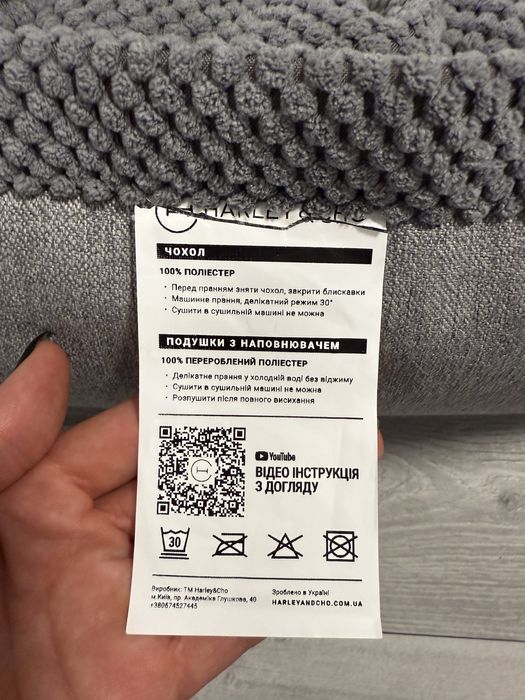 HARLEY & CHO
ЧОХОЛ
100% ПОЛІЕСТЕР
• Перед пранням зняти чохол, закрити блискавки
• Машинне прання, делікатний режим 30°
• Сушити в сушильній машині не можна
ПОДУШКИ З НАПОВНЮВАЧЕМ
100% ПЕРЕРОБЛЕНИЙ ПОЛІЕСТЕР
• Делікатне прання у холодній воді без віджиму
• Сушити в сушильній машині не можна
• Розпушити після повного висихання
YouTube
ВІДЕО ІНСТРУКЦІЯ
З ДОГЛЯДУ
30
Виробник: ТМ Harley&Cho
м.Київ, пр. Академіка Глушкова, 40
+380674527445
Зроблено в Україні
HARLEYANDCHO.COM.UA